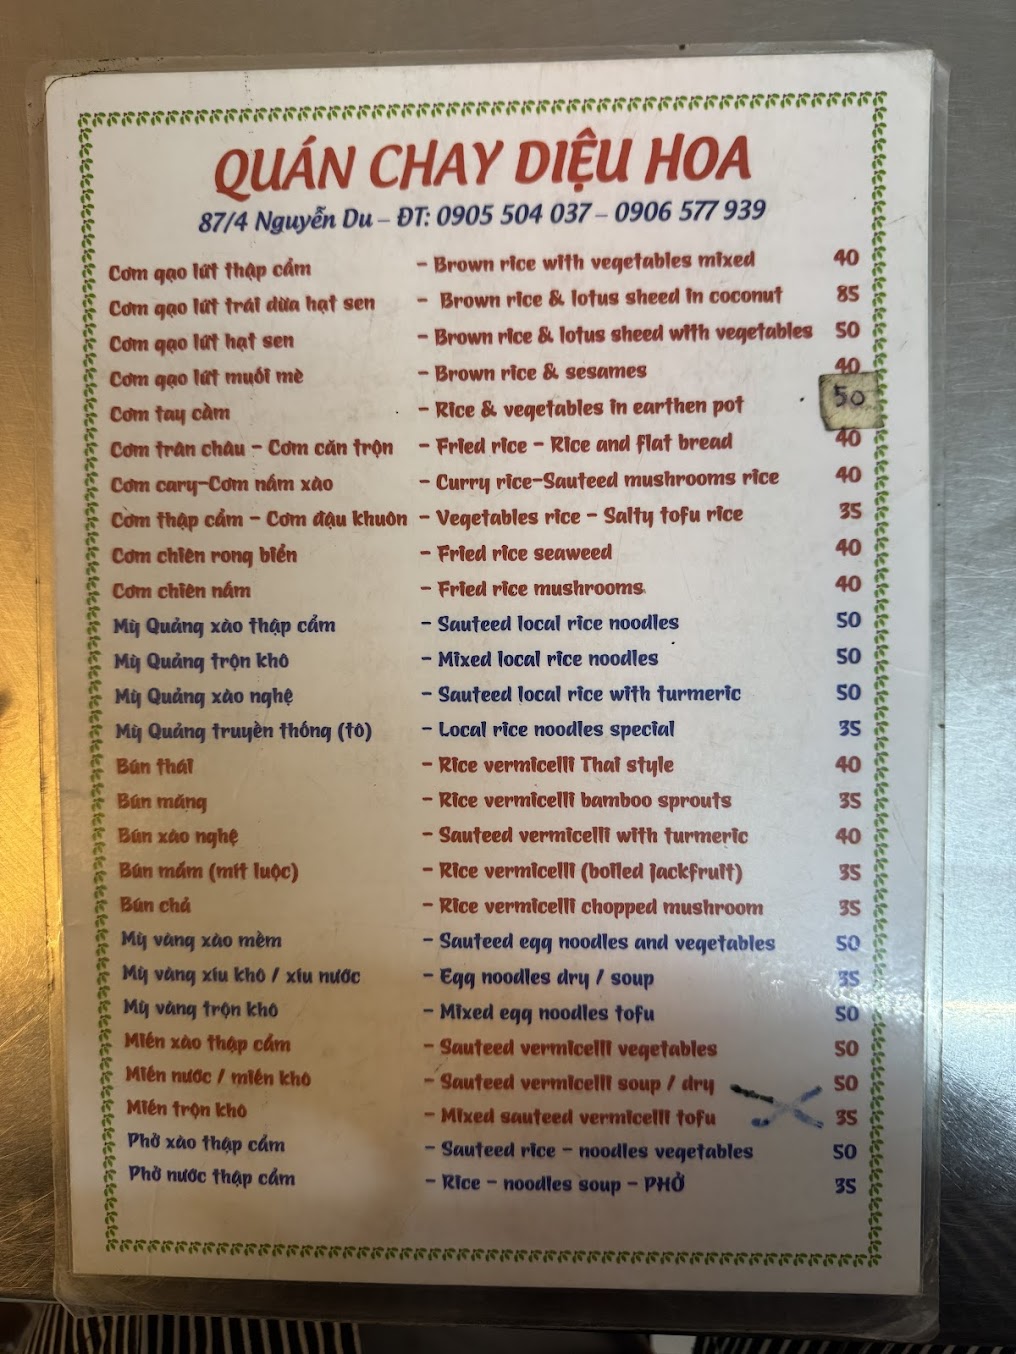 QUÁN CHAY DIỆU HOA
87/4 Nguyễn Du – ĐT: 0905 504 037 – 0906 577 939
Cơm gạo lứt thập cẩm - Brown rice with vegetables mixed 40
Cơm gạo lứt trái dừa hạt sen - Brown rice & lotus sheed in coconut 85
Cơm gạo lứt hạt sen - Brown rice & lotus sheed with vegetables 50
Cơm gạo lứt muối mè - Brown rice & sesames 40
Cơm tay cầm - Rice & vegetables in earthen pot 50
Cơm trân châu - Cơm căn trộn - Fried rice - Rice and flat bread 40
Cơm cary-Cơm nấm xào - Curry rice-Sauteed mushrooms rice 40
Cơm thập cẩm - Cơm đậu khuôn - Vegetables rice - Salty tofu rice 35
Cơm chiên rong biển - Fried rice seaweed 40
Cơm chiên nấm - Fried rice mushrooms 40
Mỳ Quảng xào thập cẩm - Sauteed local rice noodles 50
Mỳ Quảng trộn khô - Mixed local rice noodles 50
Mỳ Quảng xào nghệ - Sauteed local rice with turmeric 50
Mỳ Quảng truyền thống (tô) - Local rice noodles special 35
Bún thái - Rice vermicelli Thai style 40
Bún măng - Rice vermicelli bamboo sprouts 35
Bún xào nghệ - Sauteed vermicelli with turmeric 40
Bún mắm (mít luộc) - Rice vermicelli (boiled jackfruit) 35
Bún chả - Rice vermicelli chopped mushroom 35
Mỳ vàng xào mềm - Sauteed egg noodles and vegetables 50
Mỳ vàng xíu khô / xíu nước - Egg noodles dry / soup 35
Mỳ vàng trộn khô - Mixed egg noodles tofu 50
Miến xào thập cẩm - Sauteed vermicelli vegetables 50
Miến nước / miến khô - Sauteed vermicelli soup / dry 50
Miến trộn khô - Mixed sauteed vermicelli tofu 35
Phở xào thập cẩm - Sauteed rice - noodles vegetables 50
Phở nước thập cẩm - Rice - noodles soup - PHỞ 35